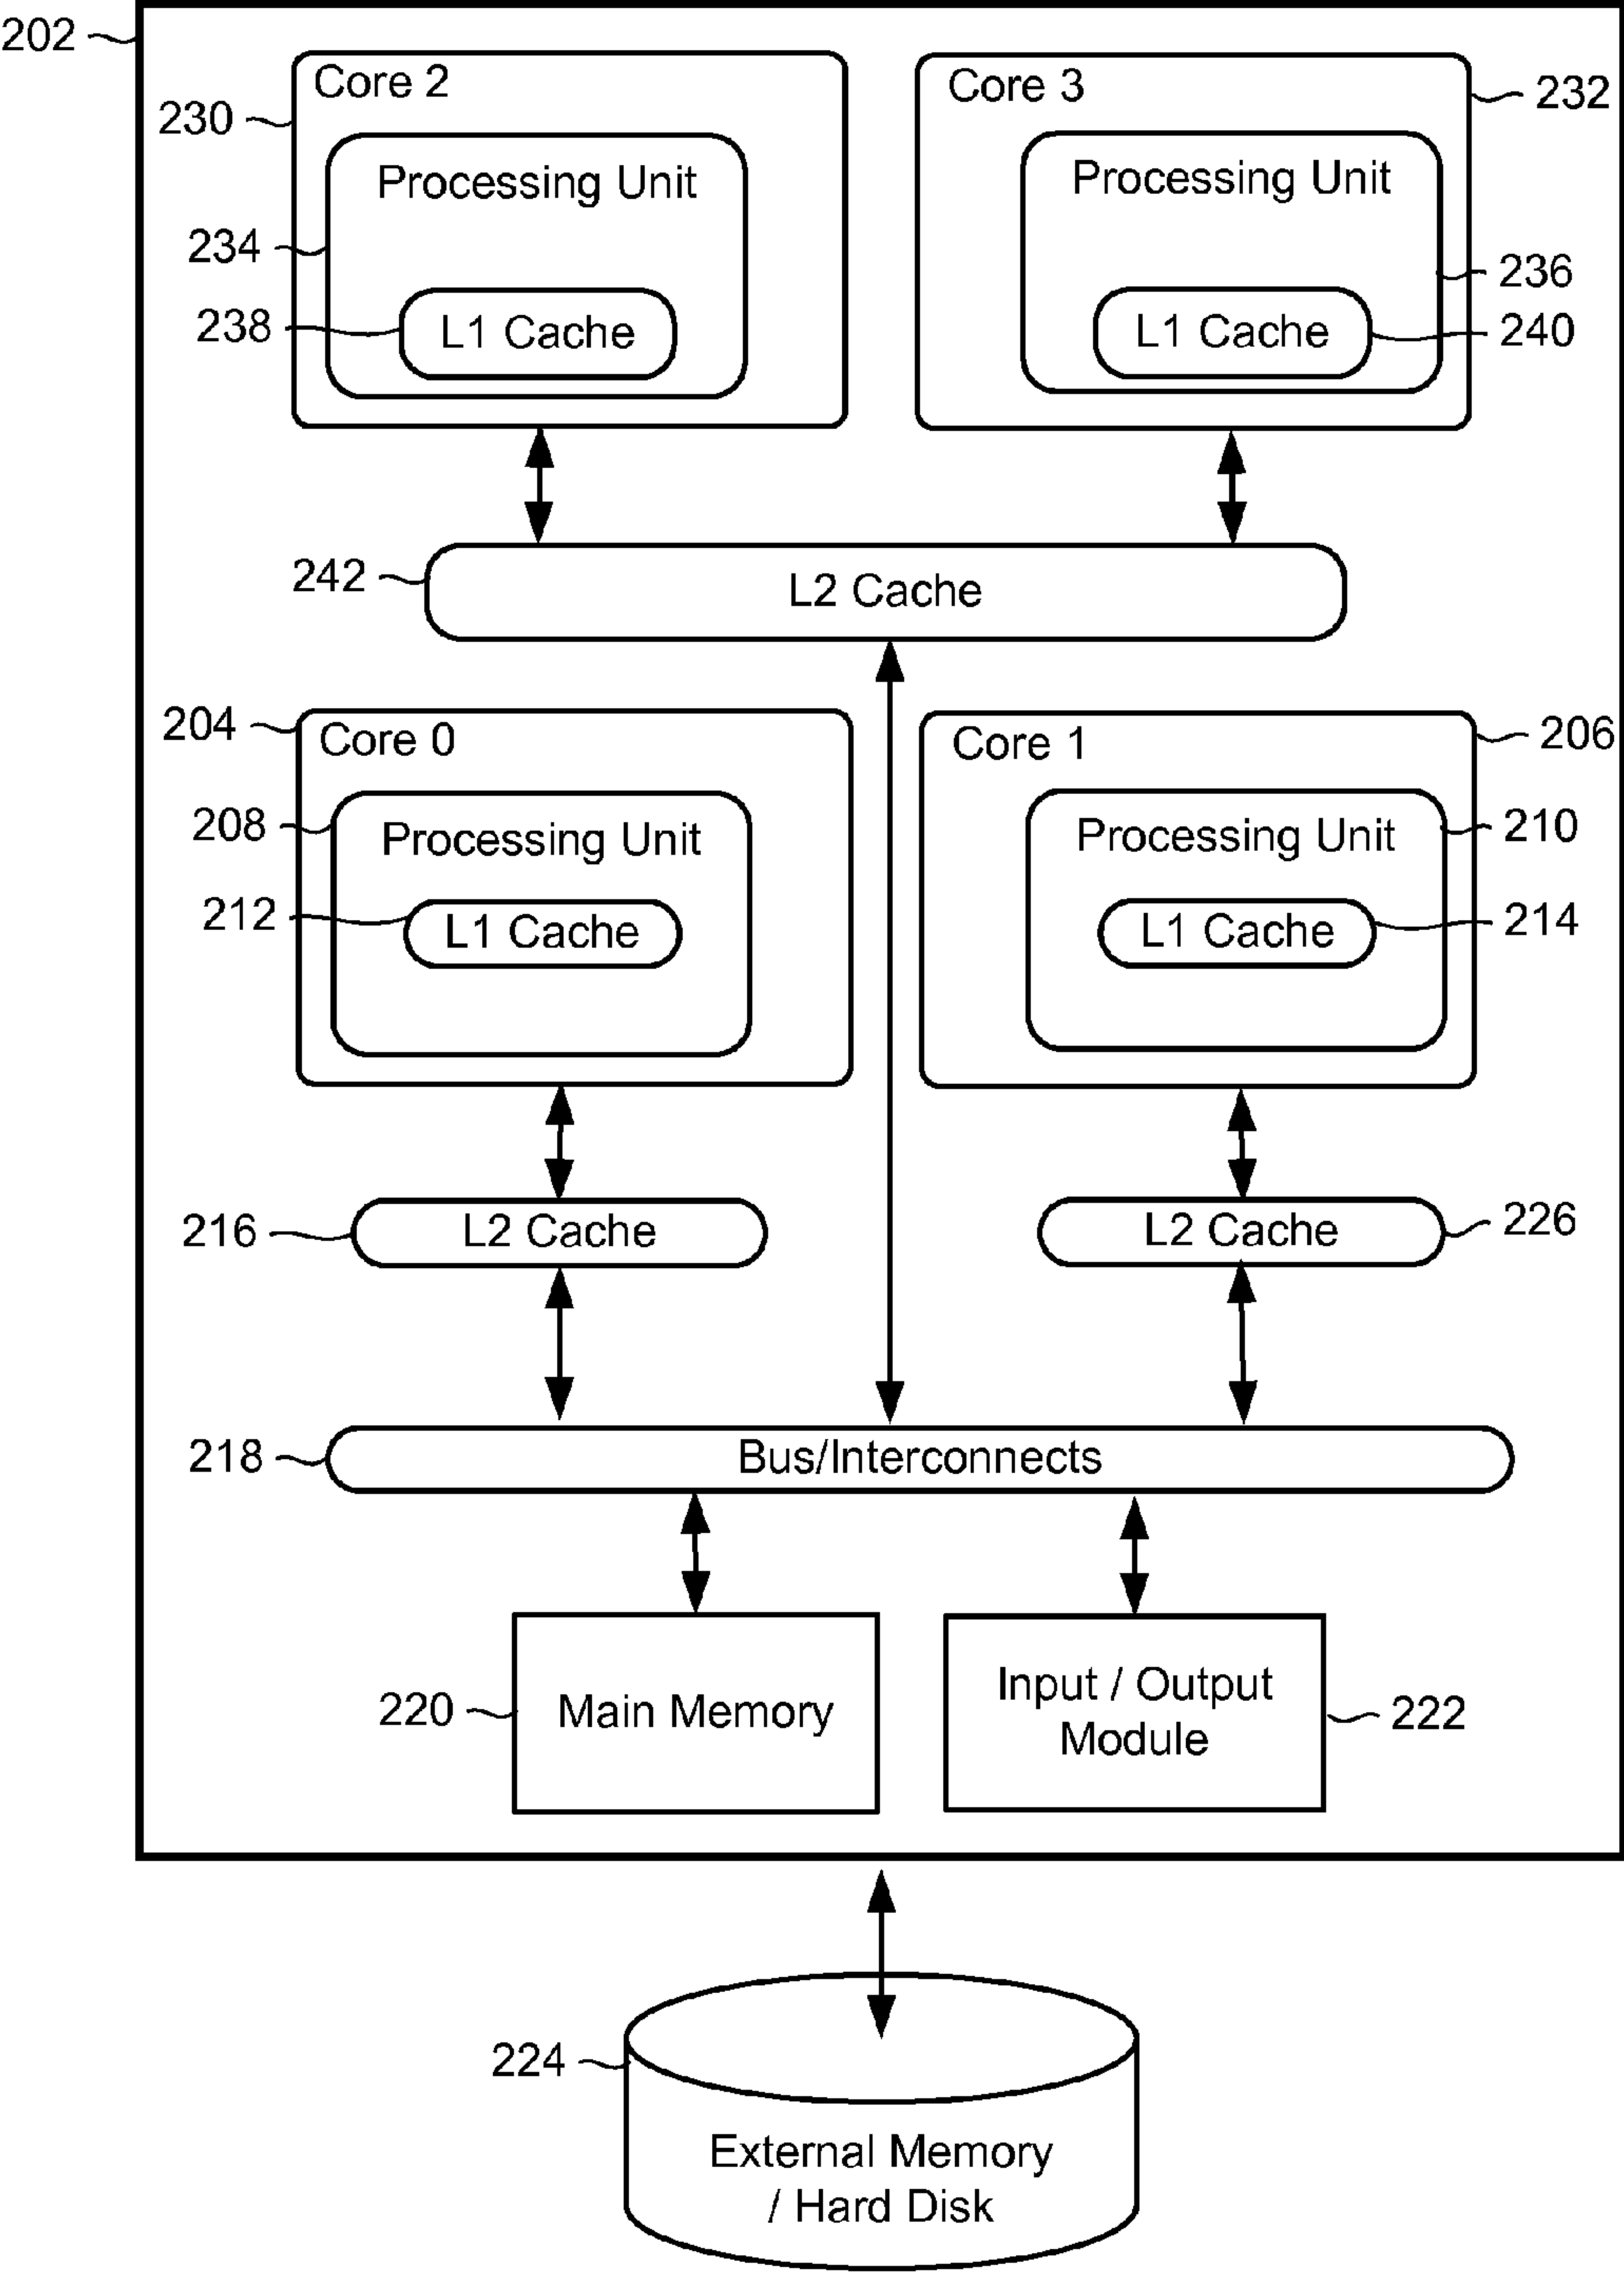 202
Core 2
Core 3
230
232
Processing Unit
Processing Unit
234
236
238
L1 Cache
L1 Cache
240
242
L2 Cache
204
Core 0
Core 1
206
208
Processing Unit
Processing Unit
210
212
L1 Cache
L1 Cache
214
216
L2 Cache
L2 Cache
226
218
Bus/Interconnects
220
Main Memory
Input / Output
Module
222
224
External Memory
/ Hard Disk